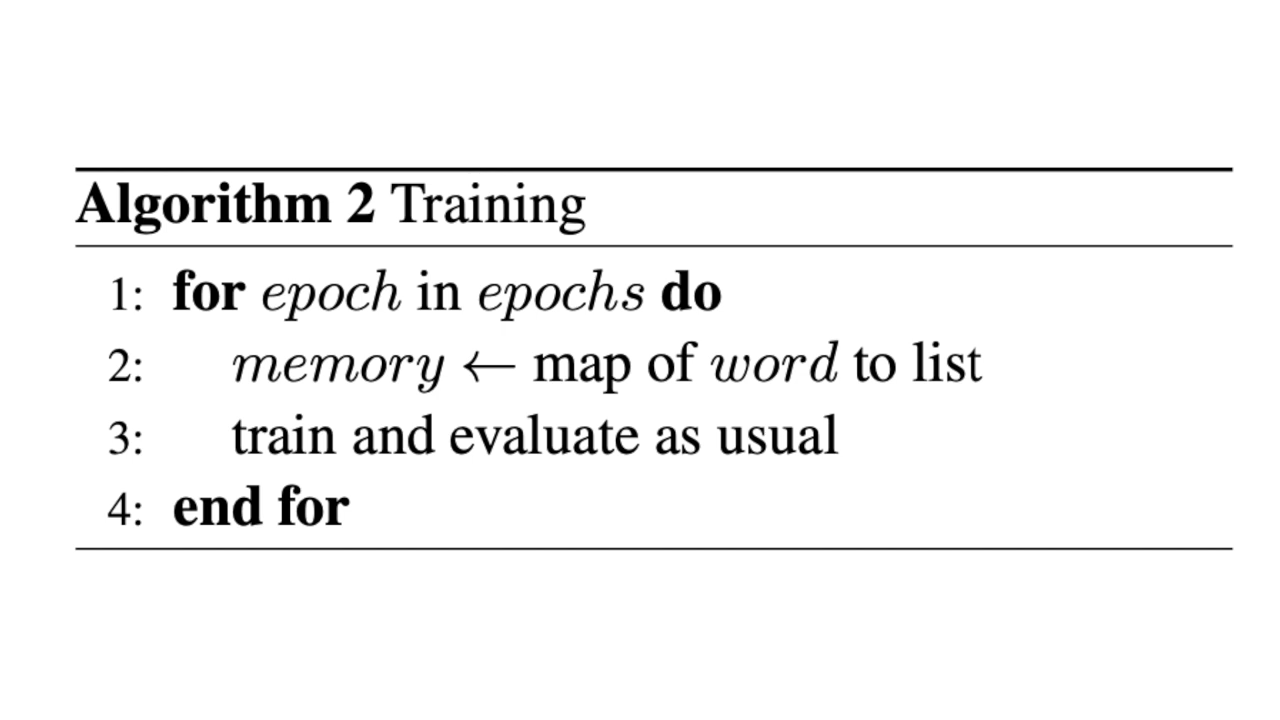 Algorithm 2 Training
1: for epoch in epochs do
2: memory ← map of word to list
3: train and evaluate as usual
4: end for